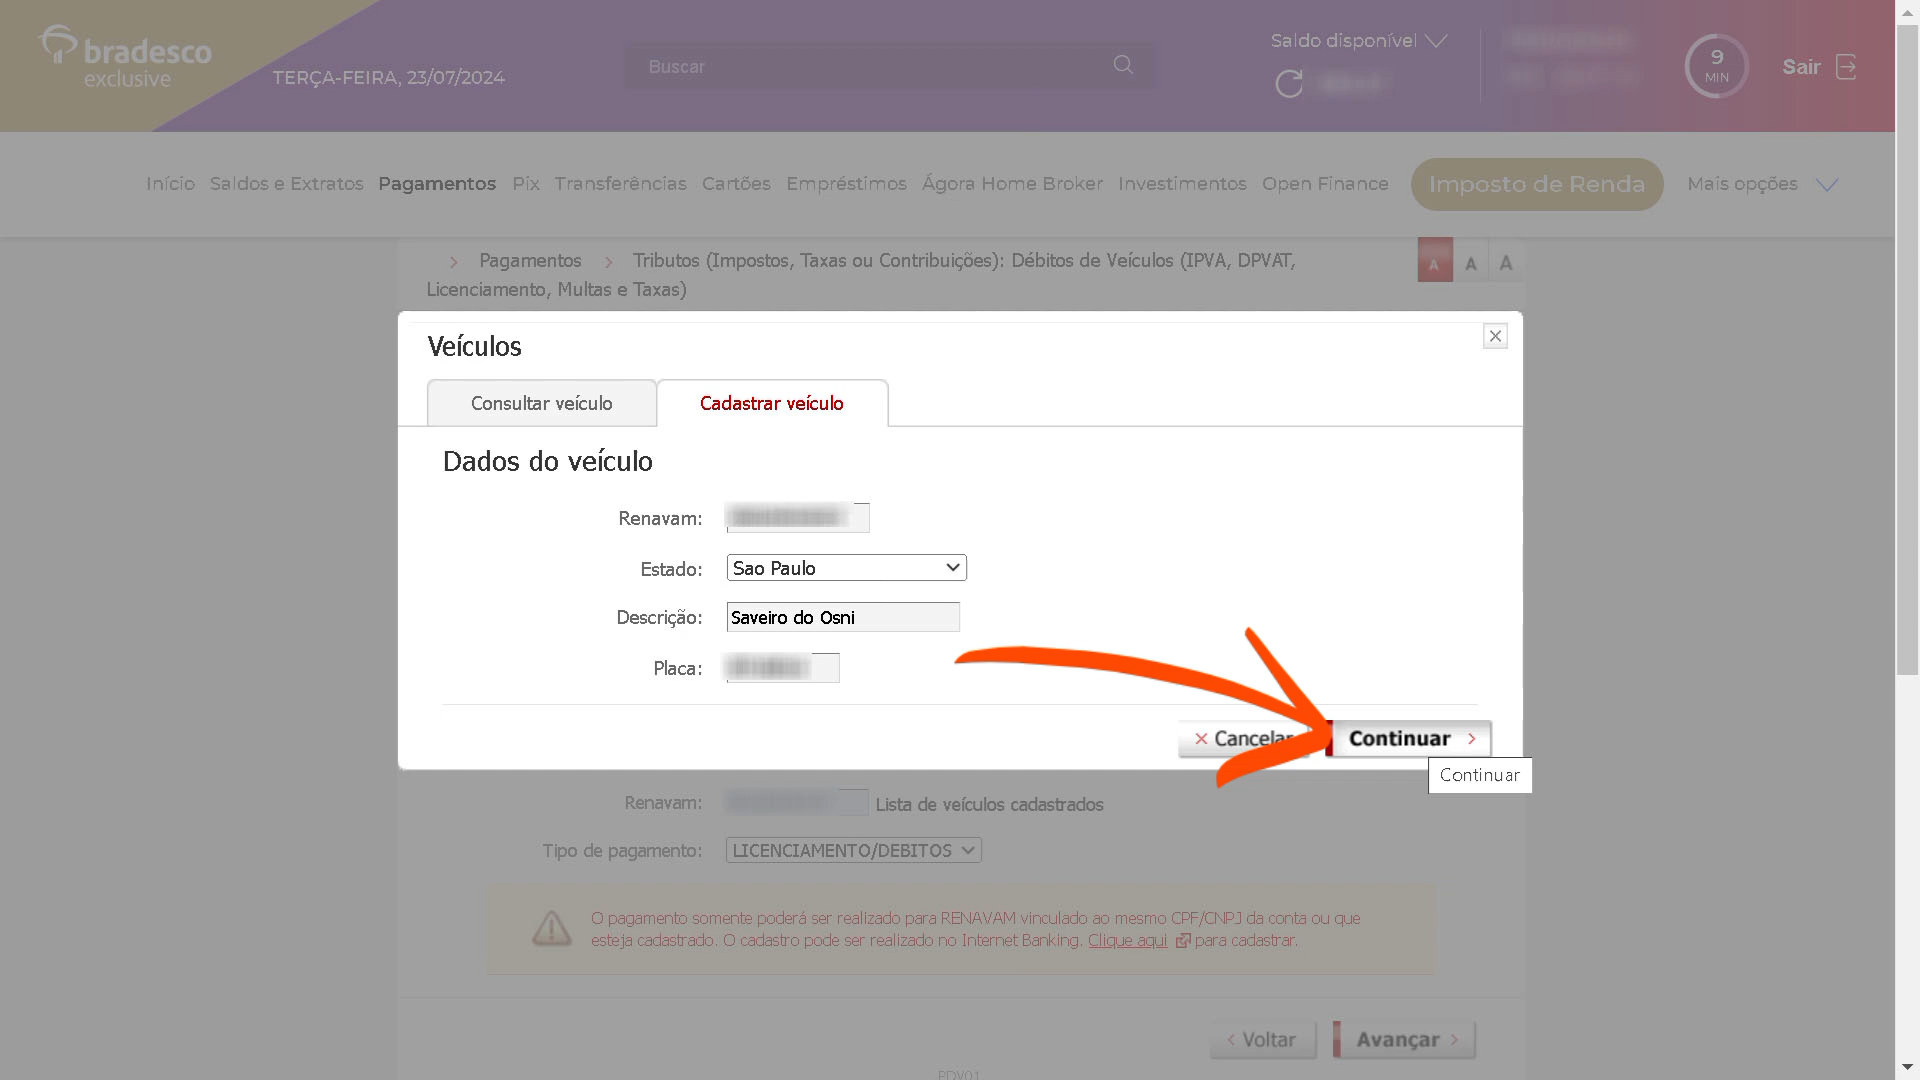 bradesco
exclusive
TERÇA-FEIRA, 23/07/2024
Buscar
Saldo disponível
9
MIN
Sair
Início Saldos e Extratos Pagamentos Pix Transferências Cartões Empréstimos Ágora Home Broker Investimentos Open Finance Imposto de Renda Mais opções
Pagamentos Tributos (Impostos, Taxas ou Contribuições): Débitos de Veículos (IPVA, DPVAT,
Licenciamento, Multas e Taxas)
A A A
Veículos
Consultar veículo Cadastrar veículo
Dados do veículo
Renavam:
Estado: Sao Paulo
Descrição: Saveiro do Osni
Placa:
Cancelar Continuar
Continuar
Renavam: Lista de veículos cadastrados
Tipo de pagamento: LICENCIAMENTO/DEBITOS
O pagamento somente poderá ser realizado para RENAVAM vinculado ao mesmo CPF/CNPJ da conta ou que
esteja cadastrado. O cadastro pode ser realizado no Internet Banking. Clique aqui para cadastrar.
Voltar Avançar
PDV01